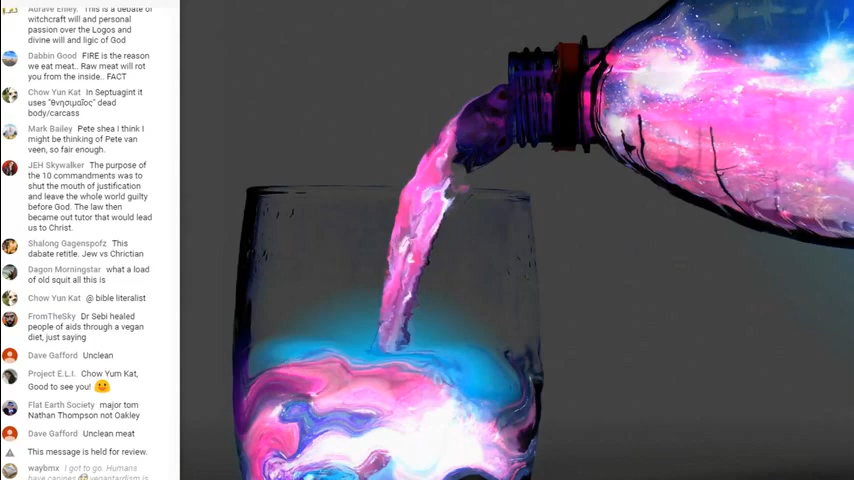 Aurave Enley. This is a debate of
witchcraft will and personal
passion over the Logos and
divine will and ligic of God
Dabbin Good FIRE is the reason
we eat meat.. Raw meat will rot
you from the inside.. FACT
Chow Yun Kat In Septuagint it
uses "θνησιμαῖος" dead
body/carcass
Mark Bailey Pete shea I think I
might be thinking of Pete van
veen, so fair enough.
JEH Skywalker The purpose of
the 10 commandments was to
shut the mouth of justification
and leave the whole world guilty
before God. The law then
became out tutor that would lead
us to Christ.
Shalong Gagenspofz This
dabate retitle. Jew vs Chrictian
Dagon Morningstar what a load
of old squit all this is
Chow Yun Kat @ bible literalist
FromTheSky Dr Sebi healed
people of aids through a vegan
diet, just saying
Dave Gafford Unclean
Project E.L.I. Chow Yum Kat,
Good to see you!
Flat Earth Society major tom
Nathan Thompson not Oakley
Dave Gafford Unclean meat
This message is held for review.
waybmx I got to go. Humans
have canines vegantardism is